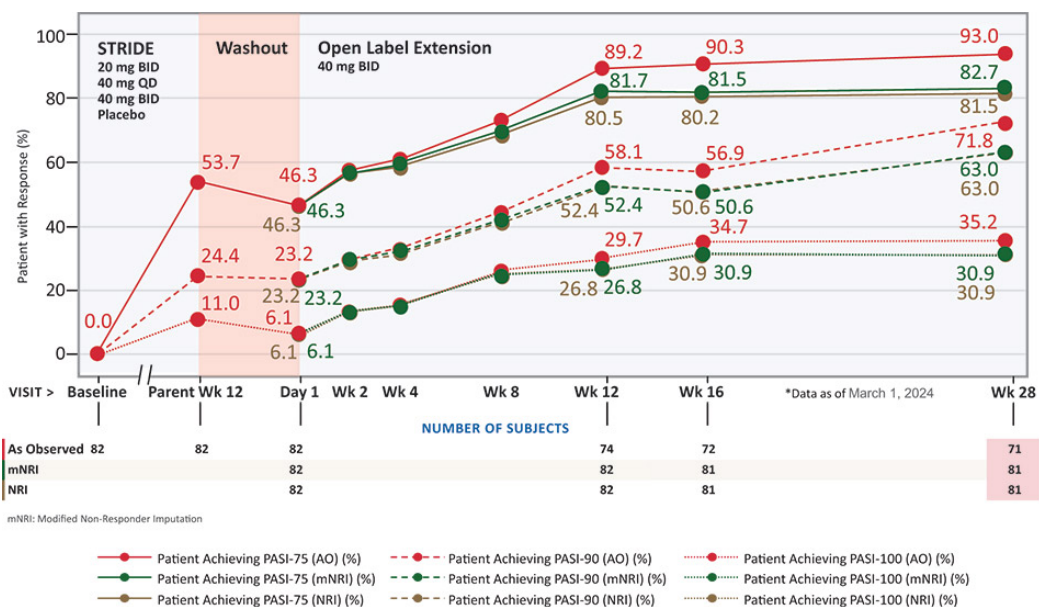 100
80
60
40
20
0
Patient with Response (%)
STRIDE
20 mg BID
40 mg QD
40 mg BID
Placebo
Washout
Open Label Extension
40 mg BID
0.0
53.7
24.4
11.0
46.3
46.3
46.3
23.2
23.2
23.2
6.1
6.1
6.1
89.2
81.7
80.5
58.1
52.4
52.4
29.7
26.8
26.8
90.3
81.5
80.2
56.9
50.6
50.6
34.7
30.9
30.9
93.0
82.7
81.5
71.8
63.0
63.0
35.2
30.9
30.9
VISIT > Baseline Parent Wk 12 Day 1 Wk 2 Wk 4 Wk 8 Wk 12 Wk 16 *Data as of March 1, 2024 Wk 28
NUMBER OF SUBJECTS
As Observed 82 82 82 74 72 71
mNRI 82 82 81 81
NRI 82 82 81 81
mNRI: Modified Non-Responder Imputation
Patient Achieving PASI-75 (AO) (%) Patient Achieving PASI-90 (AO) (%) Patient Achieving PASI-100 (AO) (%)
Patient Achieving PASI-75 (mNRI) (%) Patient Achieving PASI-90 (mNRI) (%) Patient Achieving PASI-100 (mNRI) (%)
Patient Achieving PASI-75 (NRI) (%) Patient Achieving PASI-90 (NRI) (%) Patient Achieving PASI-100 (NRI) (%)